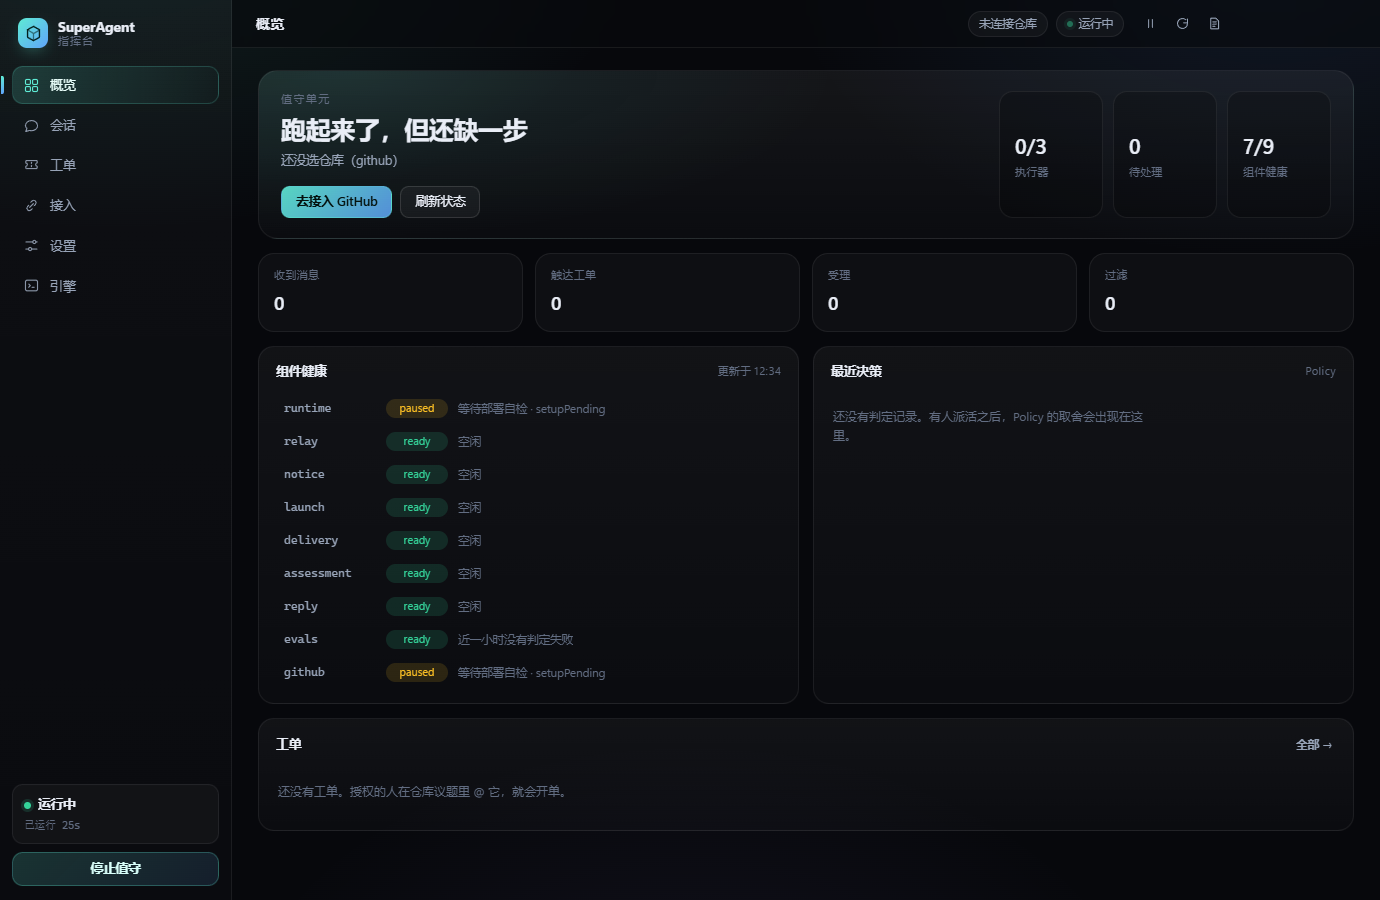 SuperAgent
指挥台
概览
会话
工单
接入
设置
引擎
运行中
已运行 25s
停止值守
概览
未连接仓库
运行中
值守单元
跑起来了，但还缺一步
还没选仓库（github）
去接入 GitHub
刷新状态
0/3
执行器
0
待处理
7/9
组件健康
收到消息
0
触达工单
0
受理
0
过滤
0
组件健康
更新于 12:34
runtime paused 等待部署自检 · setupPending
relay ready 空闲
notice ready 空闲
launch ready 空闲
delivery ready 空闲
assessment ready 空闲
reply ready 空闲
evals ready 近一小时没有判定失败
github paused 等待部署自检 · setupPending
最近决策
Policy
还没有判定记录。有人派活之后，Policy 的取舍会出现在这
里。
工单
全部 →
还没有工单。授权的人在仓库议题里 @ 它，就会开单。